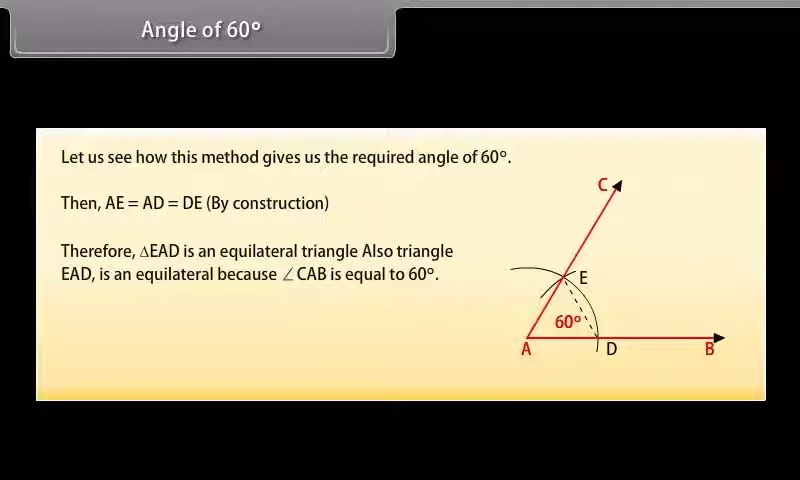 Angle of 60°
Let us see how this method gives us the required angle of 60°.
Then, AE = AD = DE (By construction)
Therefore, △EAD is an equilateral triangle Also triangle
EAD, is an equilateral because ∠CAB is equal to 60°.
C
E
60°
A
D
B